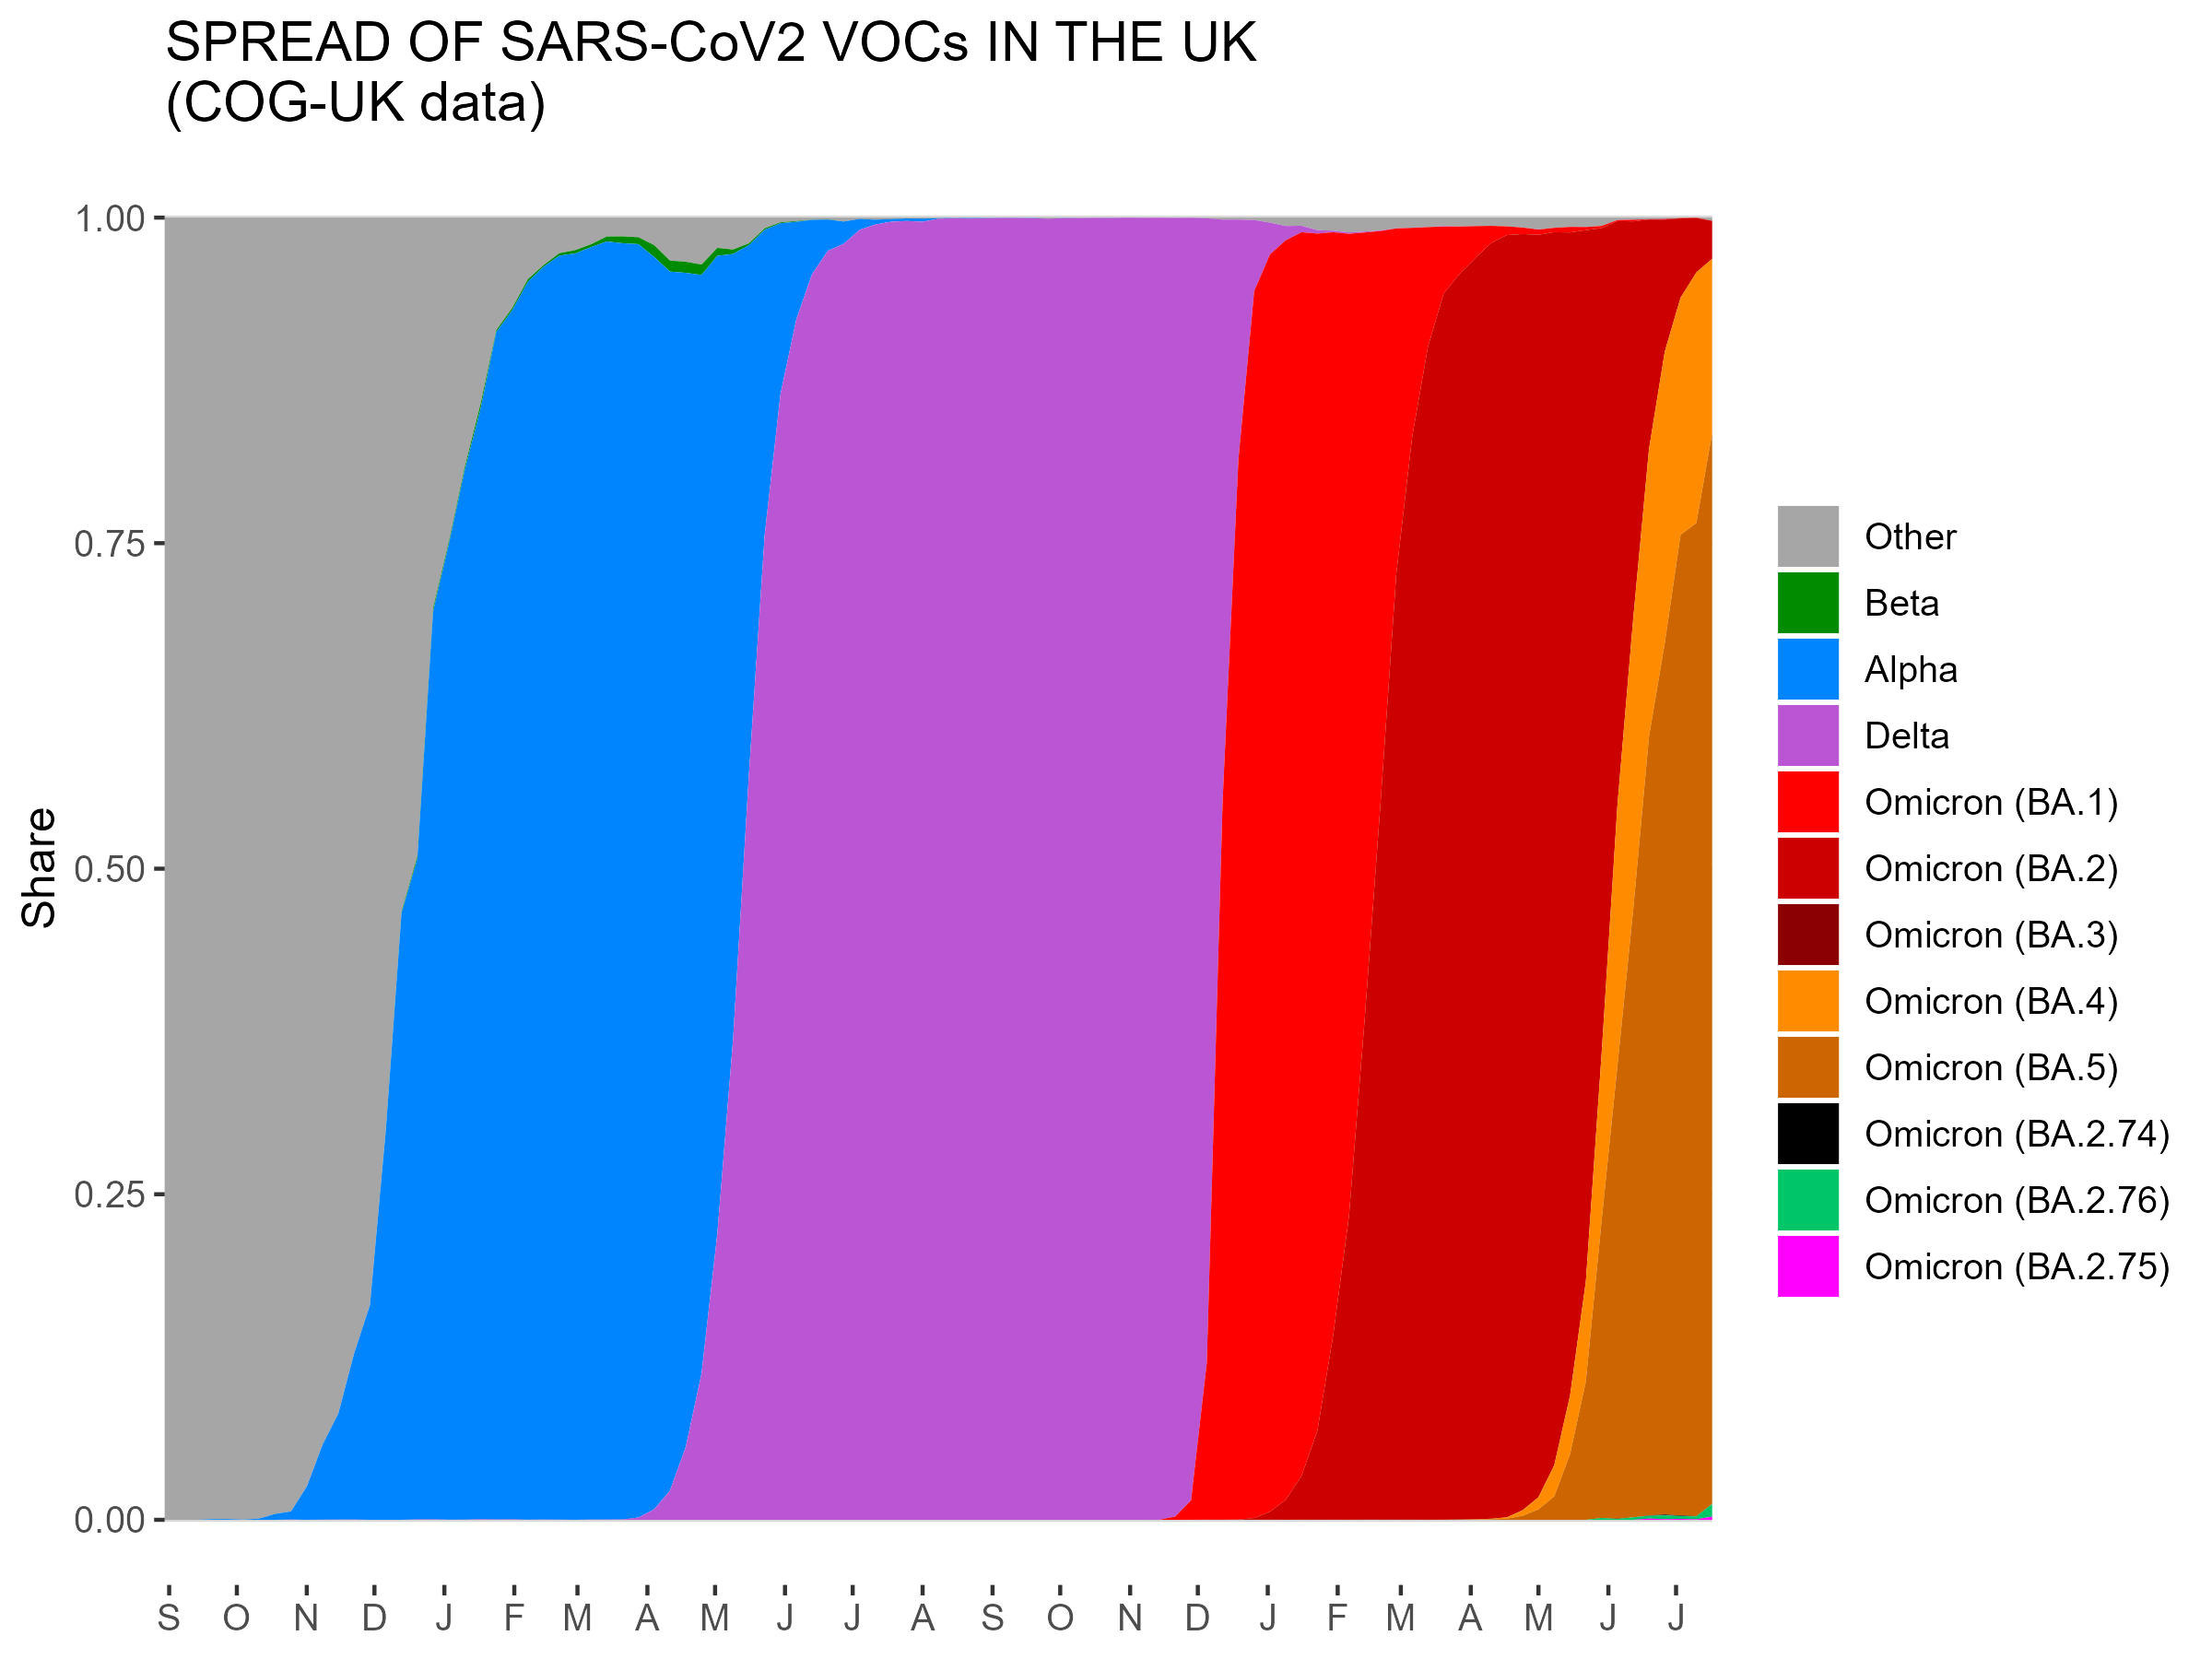 SPREAD OF SARS-CoV2 VOCs IN THE UK
(COG-UK data)
Share
1.00
0.75
0.50
0.25
0.00
S O N D J F M A M J J A S O N D J F M A M J J
Other
Beta
Alpha
Delta
Omicron (BA.1)
Omicron (BA.2)
Omicron (BA.3)
Omicron (BA.4)
Omicron (BA.5)
Omicron (BA.2.74)
Omicron (BA.2.76)
Omicron (BA.2.75)